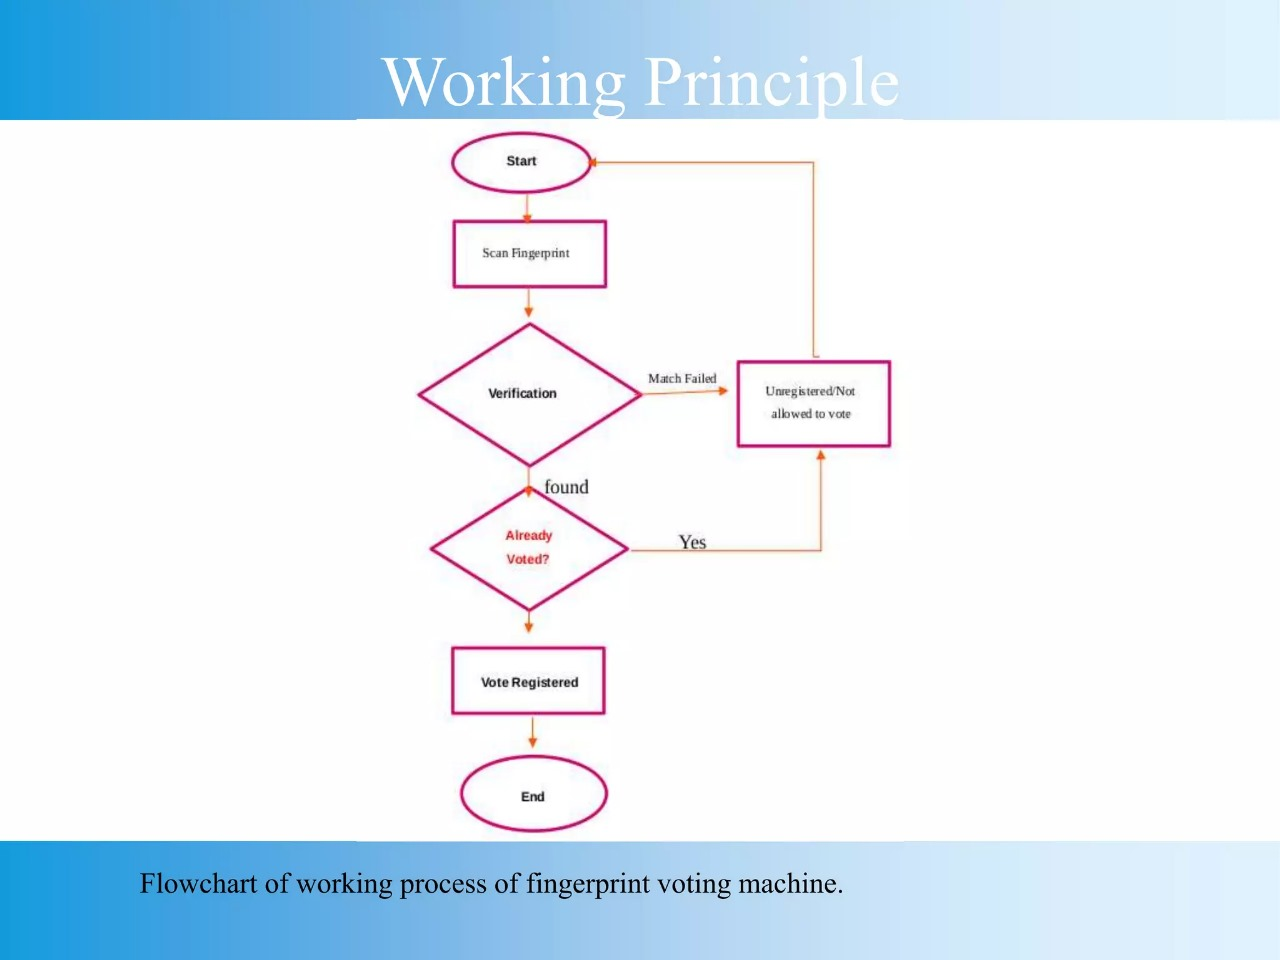 Working Principle
Start
Scan Fingerprint
Verification
Match Failed
Unregistered/Not
allowed to vote
found
Already
Voted?
Yes
Vote Registered
End
Flowchart of working process of fingerprint voting machine.